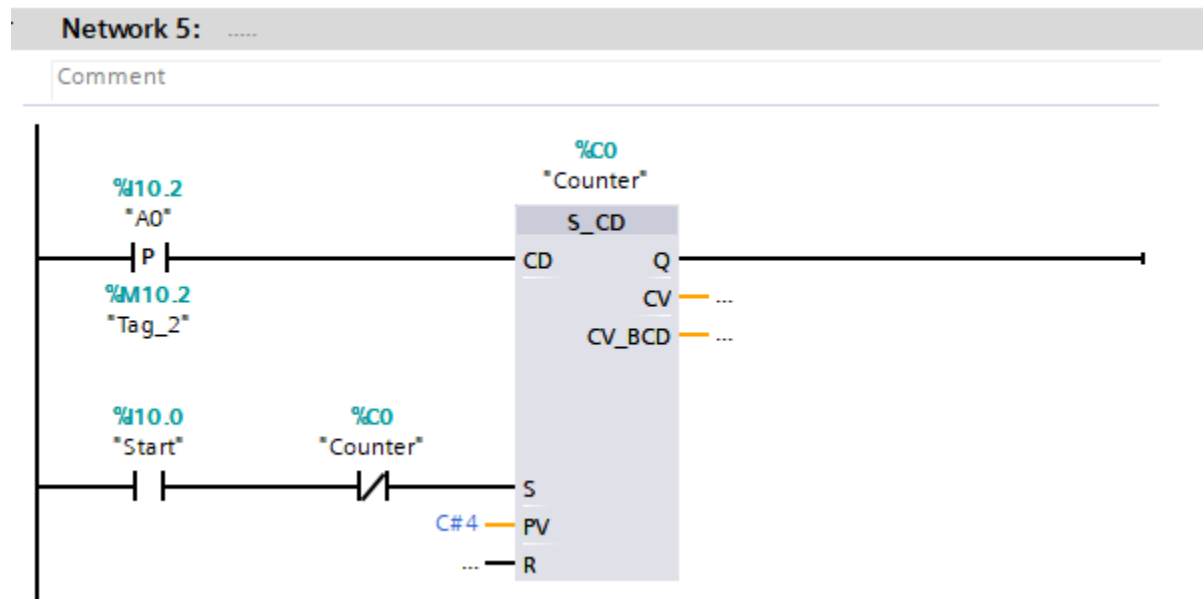 Network 5: .....
Comment
%C0
"Counter"
%I10.2
"A0"
P
%M10.2
"Tag_2"
S_CD
CD Q
CV ...
CV_BCD ...
%I10.0
"Start"
%C0
"Counter"
S
C#4 PV
... R